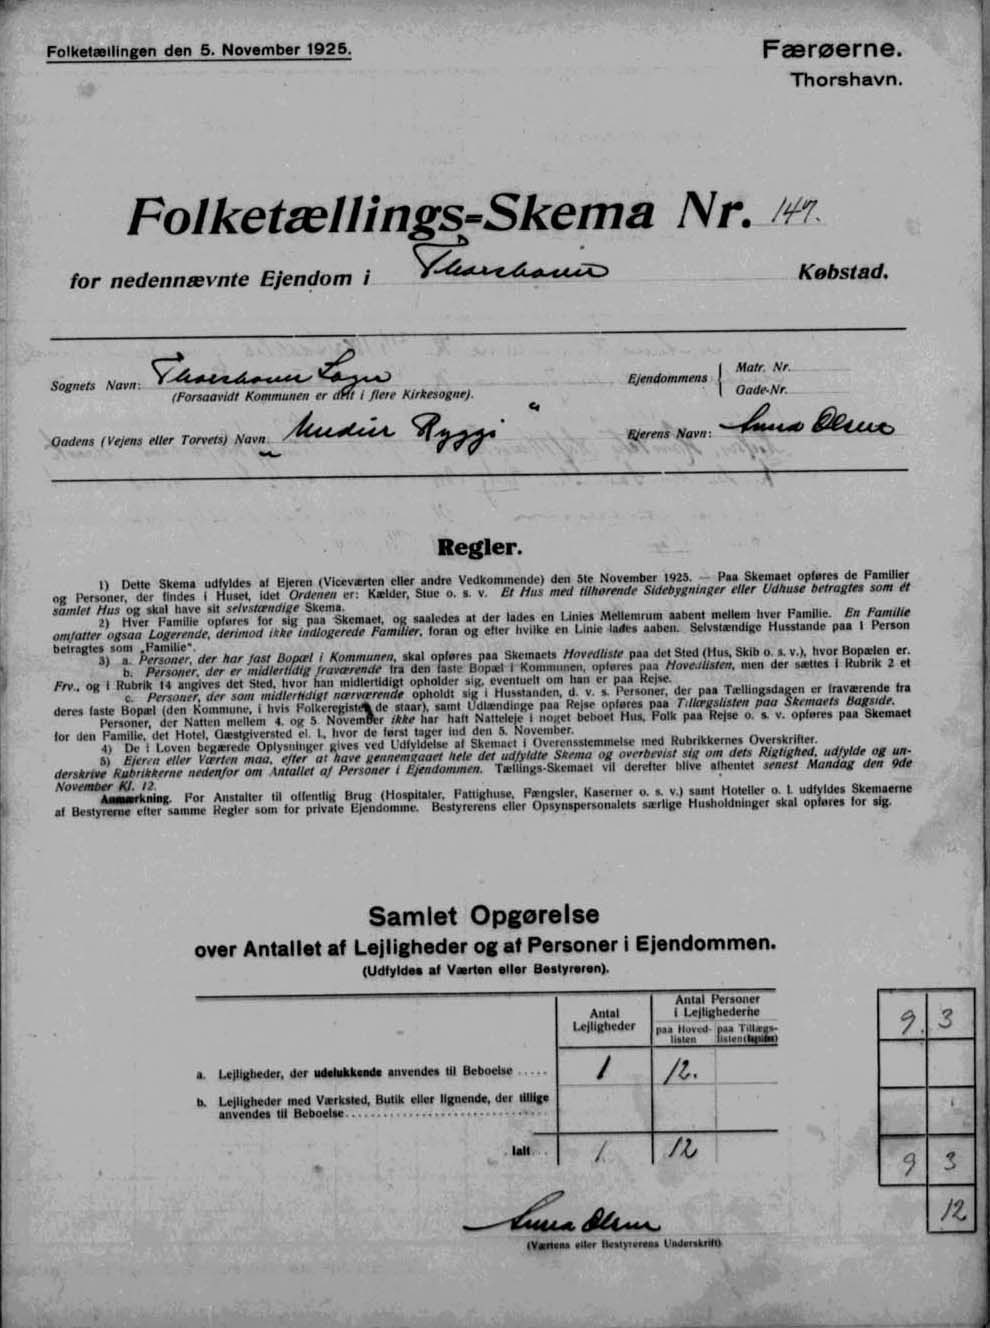 Folketællingen den 5. November 1925.
Færøerne.
Thorshavn.
Folketællings-Skema Nr. 147.
for nedennævnte Ejendom i Thorshavn Købstad.
Sognets Navn: Thorshavn Sogn
(Forsaavidt Kommunen er delt i flere Kirkesogne).
Ejendommens
Matr. Nr.
Gade-Nr.
Gadens (Vejens eller Torvets) Navn Undir Ryggi
Ejerens Navn: Anna Olsen
Regler.
1) Dette Skema udfyldes af Ejeren (Viceværten eller andre Vedkommende) den 5te November 1925. — Paa Skemaet opføres de Familier
og Personer, der findes i Huset, idet Ordenen er: Kælder, Stue o. s. v. Et Hus med tilhørende Sidebygninger eller Udhuse betragtes som ét
samlet Hus og skal have sit selvstændige Skema.
2) Hver Familie opføres for sig paa Skemaet, og saaledes at der lades en Linies Mellemrum aabent mellem hver Familie. En Familie
omfatter ogsaa Logerende, derimod ikke indlogerede Familier, foran og efter hvilke en Linie lades aaben. Selvstændige Husstande paa 1 Person
betragtes som „Familie".
3) a. Personer, der har fast Bopæl i Kommunen, skal opføres paa Skemaets Hovedliste paa det Sted (Hus, Skib o. s. v.), hvor Bopælen er.
b. Personer, der er midlertidig fraværende fra den faste Bopæl i Kommunen, opføres paa Hovedlisten, men der sættes i Rubrik 2 et
Frv., og i Rubrik 14 angives det Sted, hvor han midlertidigt opholder sig, eventuelt om han er paa Rejse.
c. Personer, der som midlertidigt nærværende opholdt sig i Husstanden, d. v. s. Personer, der paa Tællingsdagen er fraværende fra
deres faste Bopæl (den Kommune, i hvis Folkeregister de staar), samt Udlændinge paa Rejse opføres paa Tillægslisten paa Skemaets Bagside.
Personer, der Natten mellem 4. og 5 November ikke har haft Natteleje i noget beboet Hus, Folk paa Rejse o. s. v. opføres paa Skemaet
for den Familie, det Hotel, Gæstgiversted el. l., hvor de først tager ind den 5. November.
4) De i Loven begærede Oplysninger gives ved Udfyldelse af Skemaet i Overensstemmelse med Rubrikkernes Overskrifter.
5) Ejeren eller Værten maa, efter at have gennemgaaet hele det udfyldte Skema og overbevist sig om dets Rigtighed, udfylde og un-
derskrive Rubrikkerne nedenfor om Antallet af Personer i Ejendommen. Tællings-Skemaet vil derefter blive afhentet senest Mandag den 9de
November Kl. 12.
Anmærkning. For Anstalter til offentlig Brug (Hospitaler, Fattighuse, Fængsler, Kaserner o. s. v.) samt Hoteller o. l. udfyldes Skemaerne
af Bestyrerne efter samme Regler som for private Ejendomme. Bestyrerens eller Opsynspersonalets særlige Husholdninger skal opføres for sig.
Samlet Opgørelse
over Antallet af Lejligheder og af Personer i Ejendommen.
(Udfyldes af Værten eller Bestyreren).
Antal
Lejligheder
Antal Personer
i Lejlighederne
paa Hoved-
listen
paa Tillægs-
listen (Bagsiden)
9. 3
a. Lejligheder, der udelukkende anvendes til Beboelse ..... 1 12.
b. Lejligheder med Værksted, Butik eller lignende, der tillige
anvendes til Beboelse
Ialt... 1 12
9 3
12
Anna Olsen
(Værtens eller Bestyrerens Underskrift)